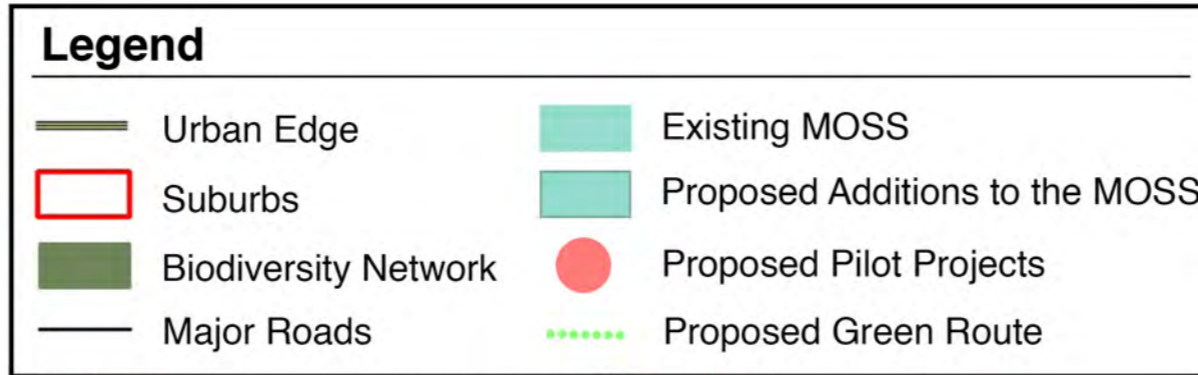 Legend
Urban Edge
Suburbs
Biodiversity Network
Major Roads
Existing MOSS
Proposed Additions to the MOSS
Proposed Pilot Projects
Proposed Green Route